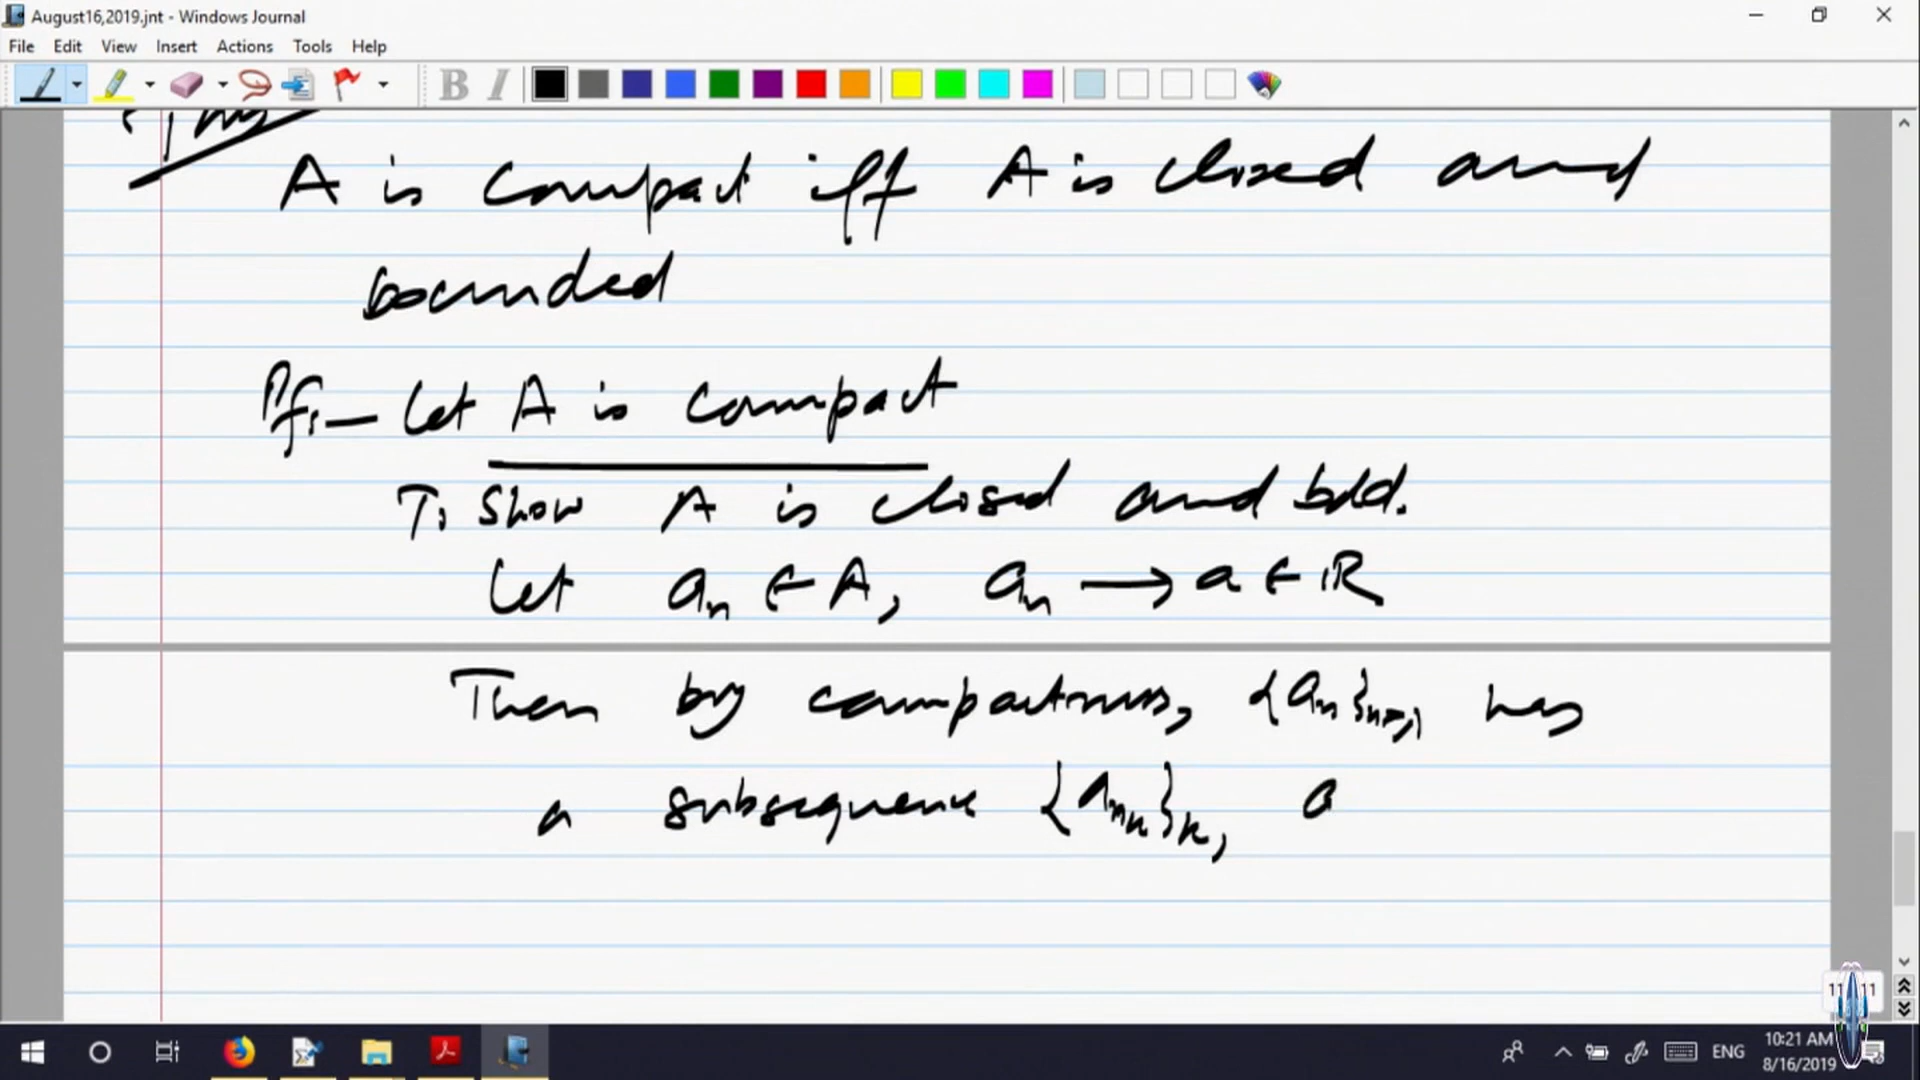 August16,2019.jnt - Windows Journal
File Edit View Insert Actions Tools Help
B I
A is compact iff A is closed and
bounded
Pf:- Let A is compact
T. Show A is closed and bdd.
Let aₙ ∈ A, aₙ → a ∈ ℝ
Then by compactness, {aₙ}ₙ≥₁ has
a subsequence {aₙₖ}ₖ, a
11 11
ENG
10:21 AM
8/16/2019